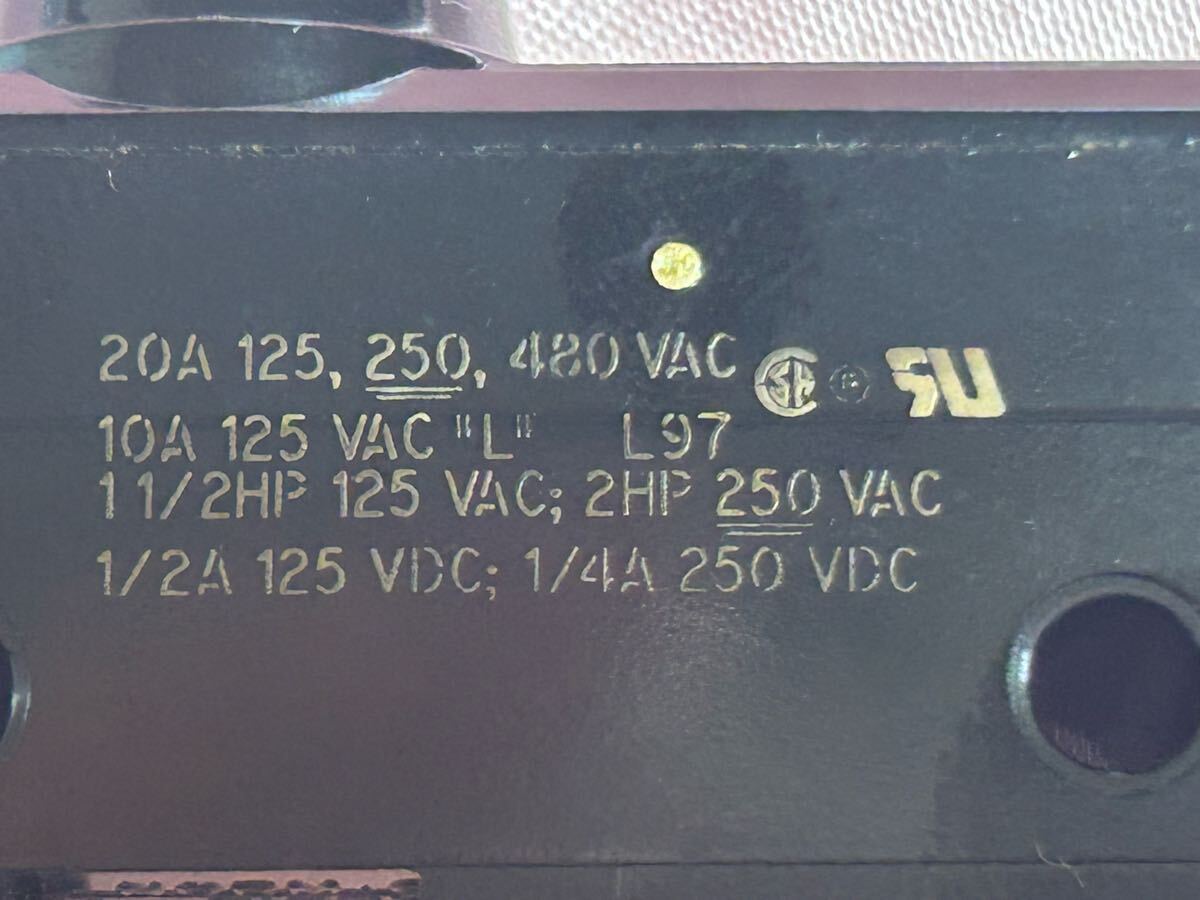 20A 125, 250, 480 VAC
10A 125 VAC "L" L97
1 1/2HP 125 VAC; 2HP 250 VAC
1/2A 125 VDC; 1/4A 250 VDC